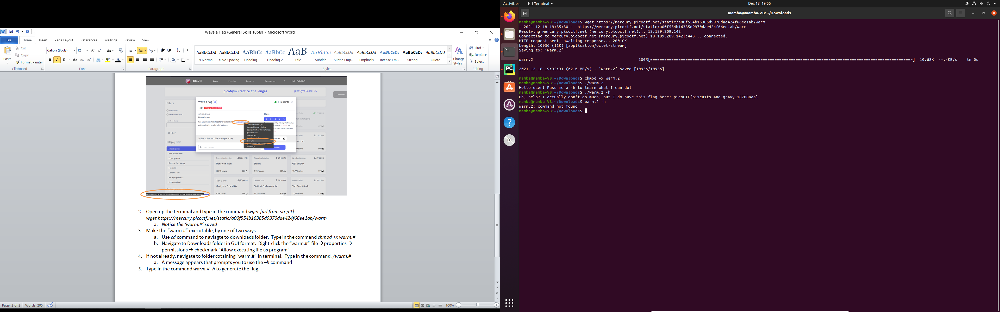 Wave a Flag (General Skills 10pts) - Microsoft Word
File Home Insert Page Layout References Mailings Review View
Paste
Cut
Copy
Format Painter
Clipboard
Calibri (Body) 12
Font
Paragraph
AaBbCcDd AaBbCcDd AaBbCc AaBbCc AaB AaBbCcI AaBbCcDd AaBbCcDd AaBbCcDc AaBbCcDc AaBbCcDd
¶ Normal ¶ No Spacing Heading 1 Heading 2 Title Subtitle Subtle Emp... Emphasis Intense Em... Strong Quote
Styles
Change Styles
Find
Replace
Select
Editing
picoCTF Learn Practice Compete Classrooms
picoGym Practice Challenges picoGym Score: 35
Webshell
Filters
Hide Solved
Show Bookmarked
Search By Name
Tag Filter
Category Filter
All Categories
Web Exploitation
Cryptography
Reverse Engineering
Forensics
General Skills
Binary Exploitation
Uncategorized
Wave a flag | 10 points
Tags: Category: General Skills
AUTHOR: SYREAL
Description
Can you invoke help flags for a tool or
extraordinarily helpful information...
Hints
1 2 3 4 5
34,504 solves / 42,756 attempts (81%)
Liked
Open Link in New Tab
Open Link in New Window
Open Link in New Private Window
Bookmark Link
Save Link As...
Copy Link
Reverse Engineering | 20 points
Transformation
10,815 solves 56%
Binary Exploitation | 20 points
Stonks
5,767 solves 60%
Web Exploitation | 20 points
GET aHEAD
15,779 solves 79%
Cryptography | 20 points
Mind your Ps and Qs
6,706 solves 69%
General Skills | 20 points
Static ain't always noise
17,240 solves 87%
General Skills | 20 points
Tab, Tab, Attack
17,467 solves 81%
https://mercury.picoctf.net/static/a00f554b16385d9970dae424f66ee1ab/warm
2. Open up the terminal and type in the command wget [url from step 1]:
wget https://mercury.picoctf.net/static/a00f554b16385d9970dae424f66ee1ab/warm
a. Notice the ‘warm.#’ saved
3. Make the “warm.#” executable, by one of two ways:
a. Use cd command to naviagte to downloads folder. Type in the command chmod +x warm.#
b. Navigate to Downloads folder in GUI format. Right-click the “warm.#” file → properties →
permissions → checkmark “Allow executing file as program”
4. If not already, navigate to folder cotaining “warm.#” in terminal. Type in the command ./warm.#
a. A message appears that prompts you to use the –h command
5. Type in the command warm.# -h to generate the flag.
Page: 2 of 2 Words: 205 100%
Activities Terminal Dec 18 19:55
mamba@mamba-VB: ~/Downloads
mamba@mamba-VB:~/Downloads$ wget https://mercury.picoctf.net/static/a00f554b16385d9970dae424f66ee1ab/warm
--2021-12-18 19:35:30-- https://mercury.picoctf.net/static/a00f554b16385d9970dae424f66ee1ab/warm
Resolving mercury.picoctf.net (mercury.picoctf.net)... 18.189.209.142
Connecting to mercury.picoctf.net (mercury.picoctf.net)|18.189.209.142|:443... connected.
HTTP request sent, awaiting response... 200 OK
Length: 10936 (11K) [application/octet-stream]
Saving to: ‘warm.2’
warm.2 100%[===================>] 10.68K --.-KB/s in 0s
2021-12-18 19:35:31 (62.0 MB/s) - ‘warm.2’ saved [10936/10936]
mamba@mamba-VB:~/Downloads$ chmod +x warm.2
mamba@mamba-VB:~/Downloads$ ./warm.2
Hello user! Pass me a -h to learn what I can do!
mamba@mamba-VB:~/Downloads$ ./warm.2 -h
Oh, help? I actually don't do much, but I do have this flag here: picoCTF{b1scu1ts_4nd_gr4vy_18788aaa}
mamba@mamba-VB:~/Downloads$ warm.2 -h
warm.2: command not found
mamba@mamba-VB:~/Downloads$